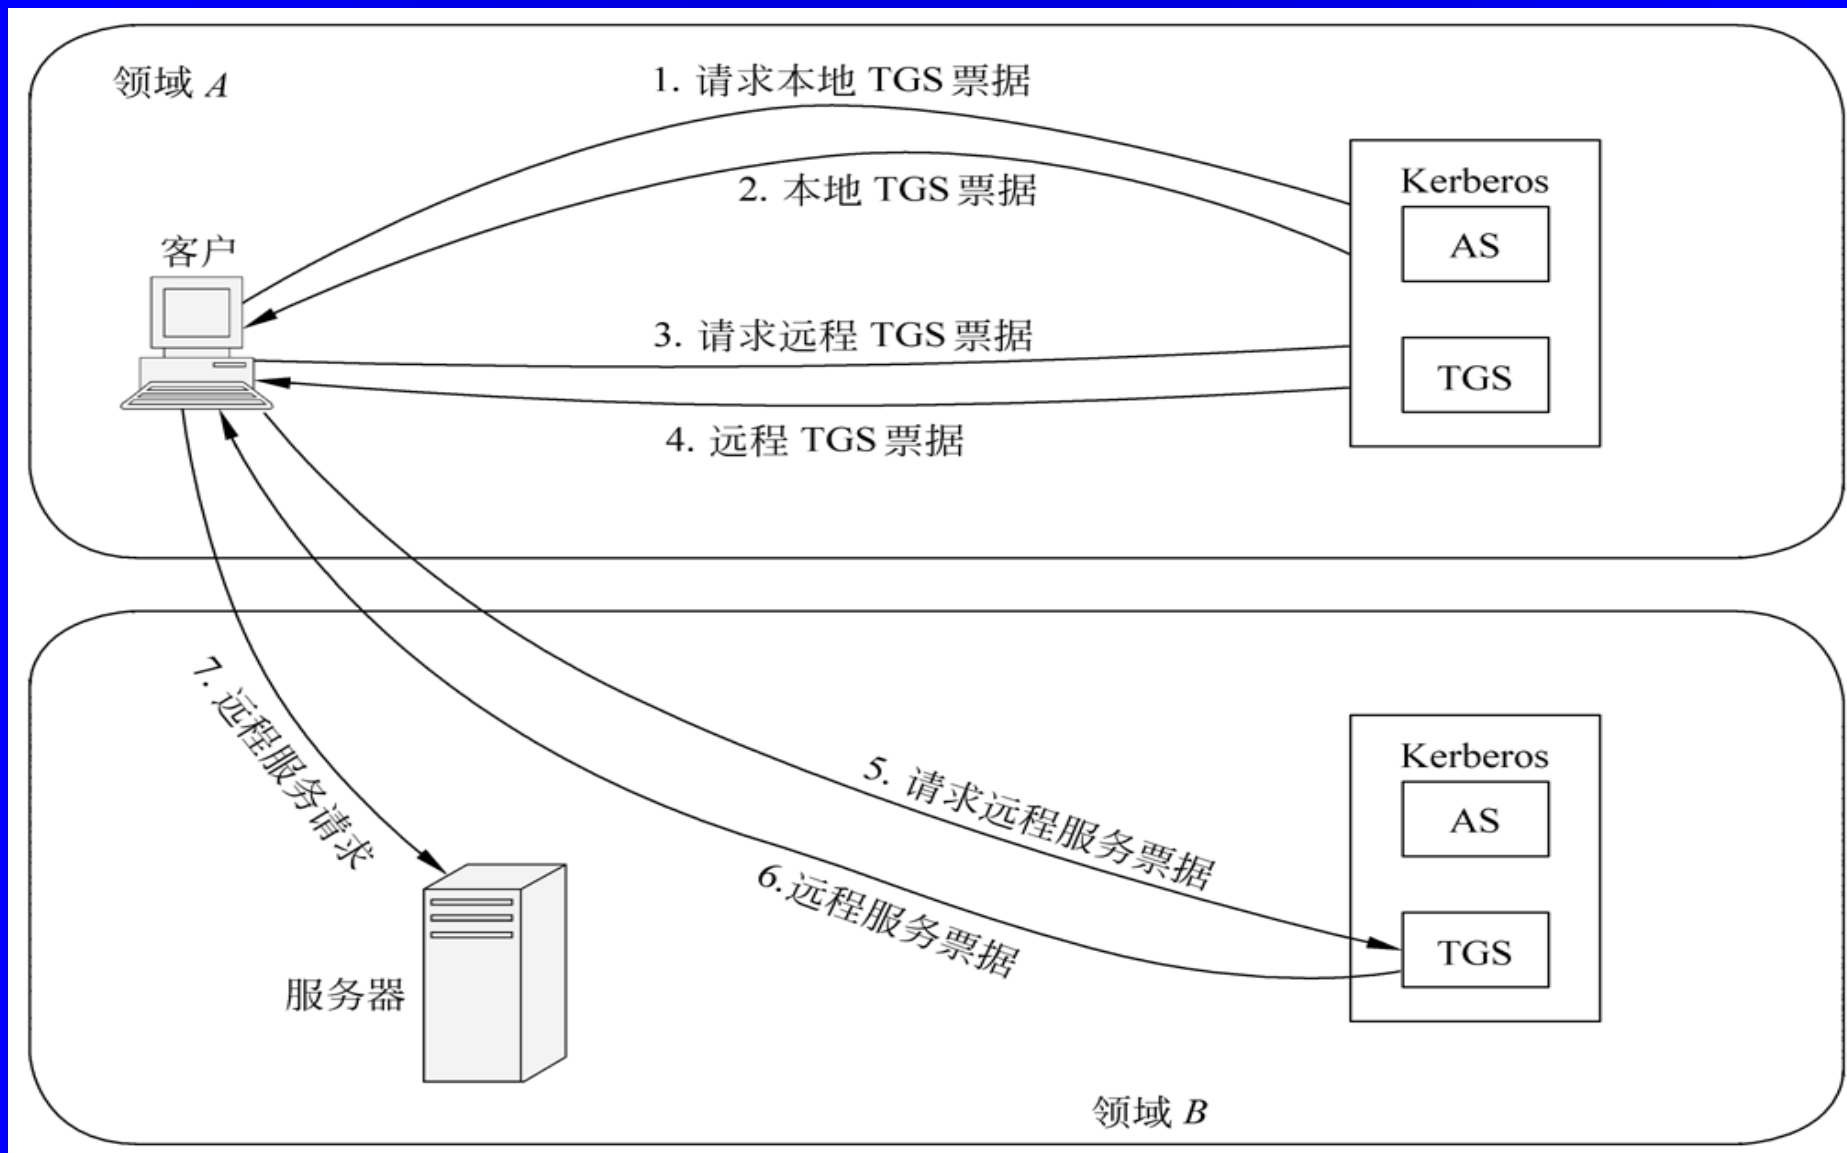 领域 A
1. 请求本地 TGS 票据
2. 本地 TGS 票据
Kerberos
AS
客户
3. 请求远程 TGS 票据
TGS
4. 远程 TGS 票据
7. 远程服务请求
5. 请求远程服务票据
6.远程服务票据
Kerberos
AS
TGS
服务器
领域 B